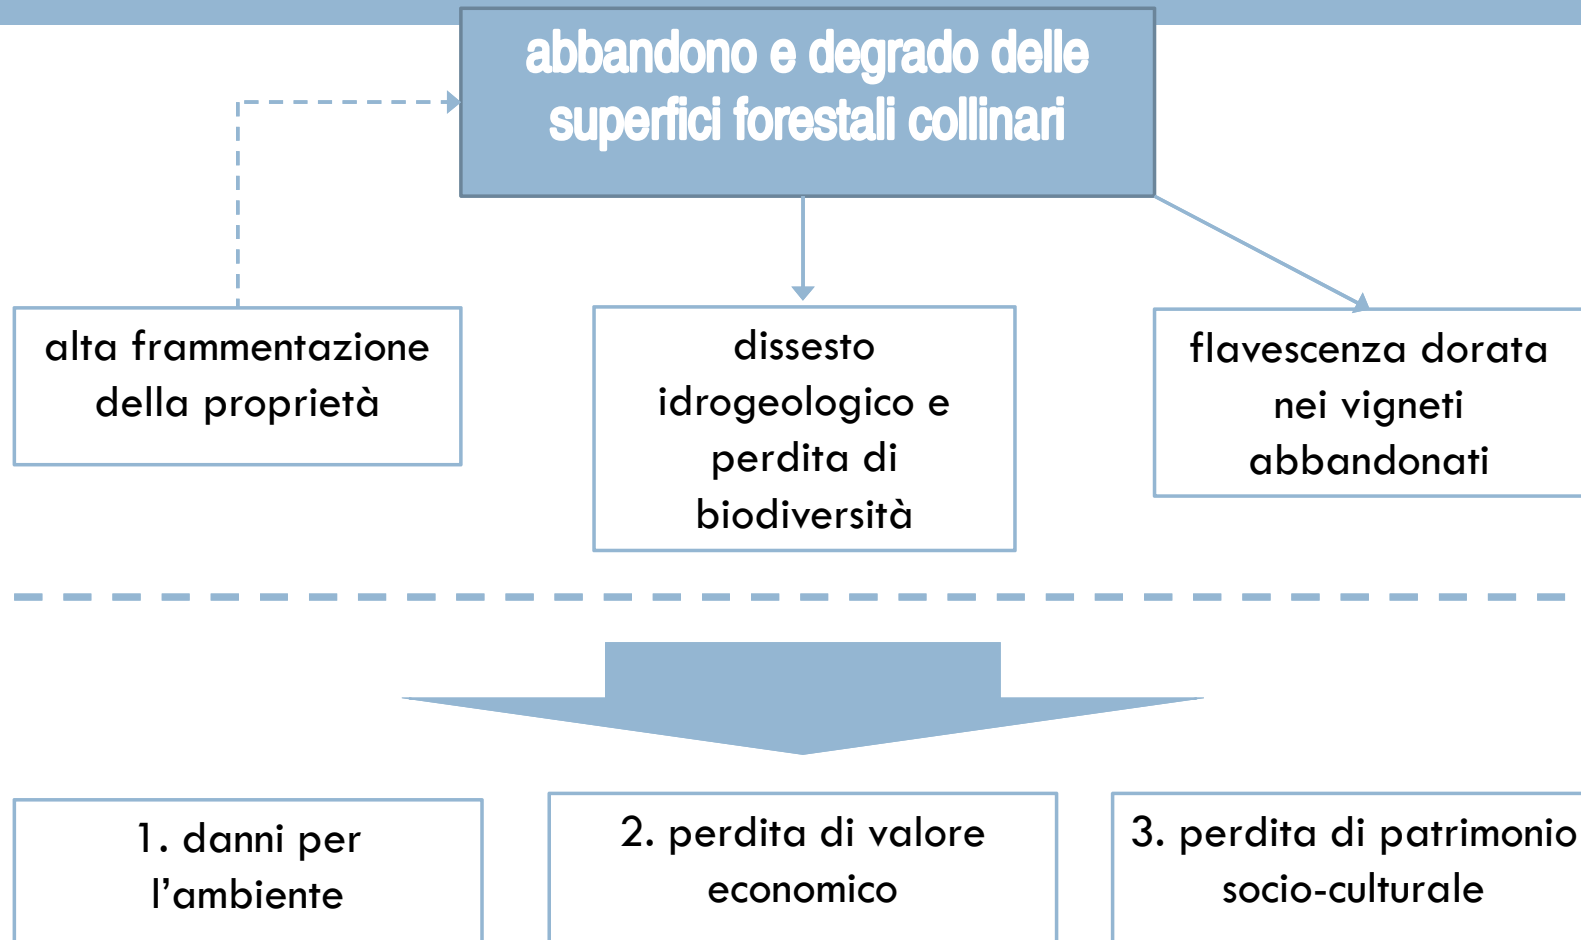 abbandono e degrado delle
superfici forestali collinari
alta frammentazione
della proprietà
dissesto
idrogeologico e
perdita di
biodiversità
flavescenza dorata
nei vigneti
abbandonati
1. danni per
l’ambiente
2. perdita di valore
economico
3. perdita di patrimonio
socio-culturale